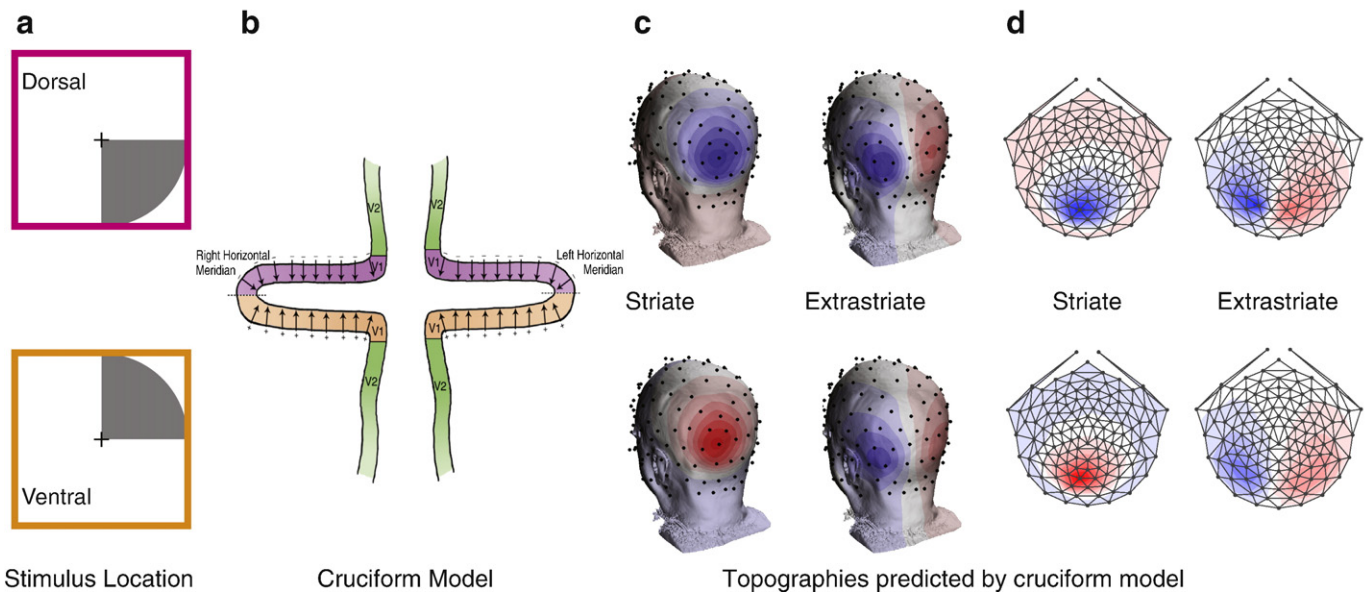 a
b
c
d
Dorsal
V2
V2
Right Horizontal
Meridian
V1
V1
Left Horizontal
Meridian
V1
V1
V2
V2
Striate
Extrastriate
Striate
Extrastriate
Ventral
Stimulus Location
Cruciform Model
Topographies predicted by cruciform model